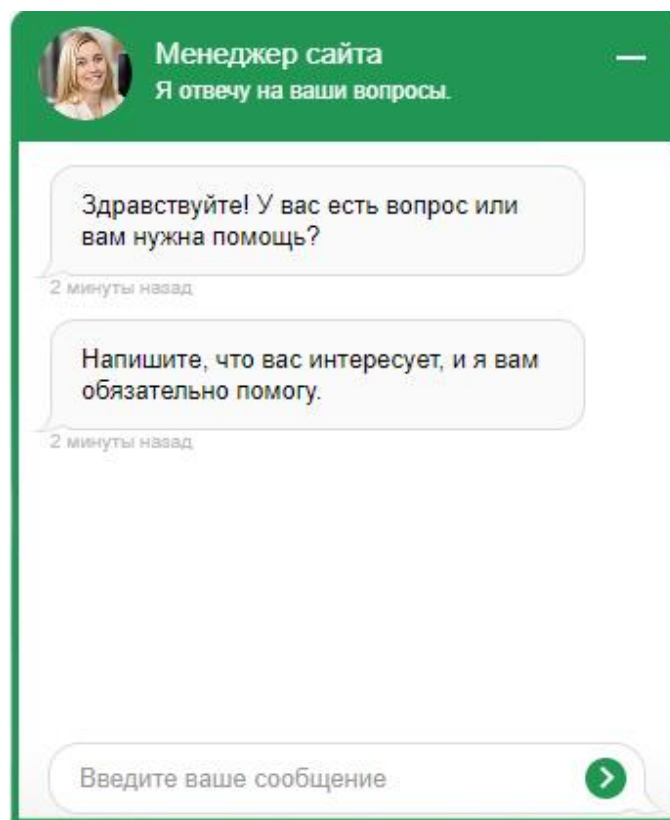 Менеджер сайта
Я отвечу на ваши вопросы.
Здравствуйте! У вас есть вопрос или
вам нужна помощь?
2 минуты назад
Напишите, что вас интересует, и я вам
обязательно помогу.
2 минуты назад
Введите ваше сообщение